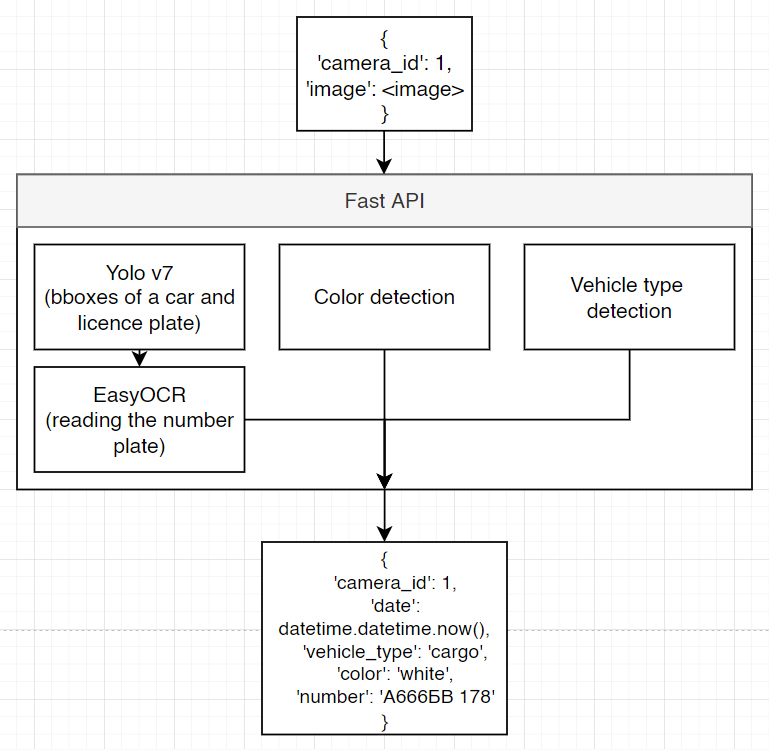 {
'camera_id': 1,
'image': <image>
}
Fast API
Yolo v7
(bboxes of a car and
licence plate)
Color detection
Vehicle type
detection
EasyOCR
(reading the number
plate)
{
'camera_id': 1,
'date':
datetime.datetime.now(),
'vehicle_type': 'cargo',
'color': 'white',
'number': 'А666БВ 178'
}